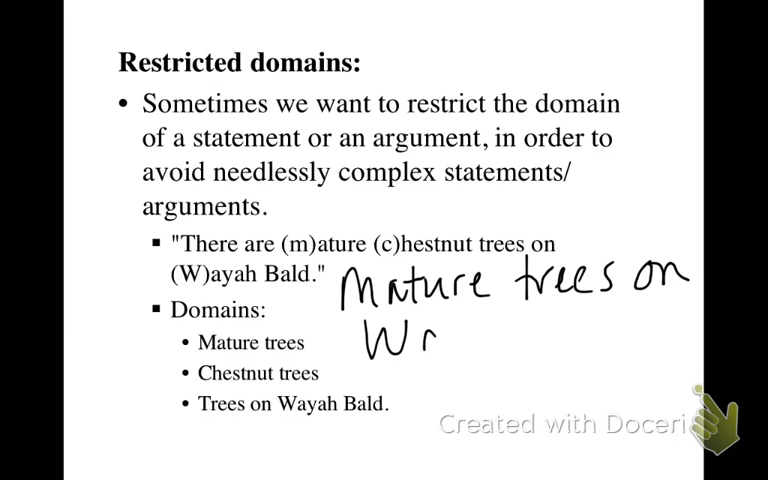 Restricted domains:
• Sometimes we want to restrict the domain
of a statement or an argument, in order to
avoid needlessly complex statements/
arguments.
▪ "There are (m)ature (c)hestnut trees on
(W)ayah Bald."
Mature trees on
W
▪ Domains:
• Mature trees
• Chestnut trees
• Trees on Wayah Bald.
Created with Doceri